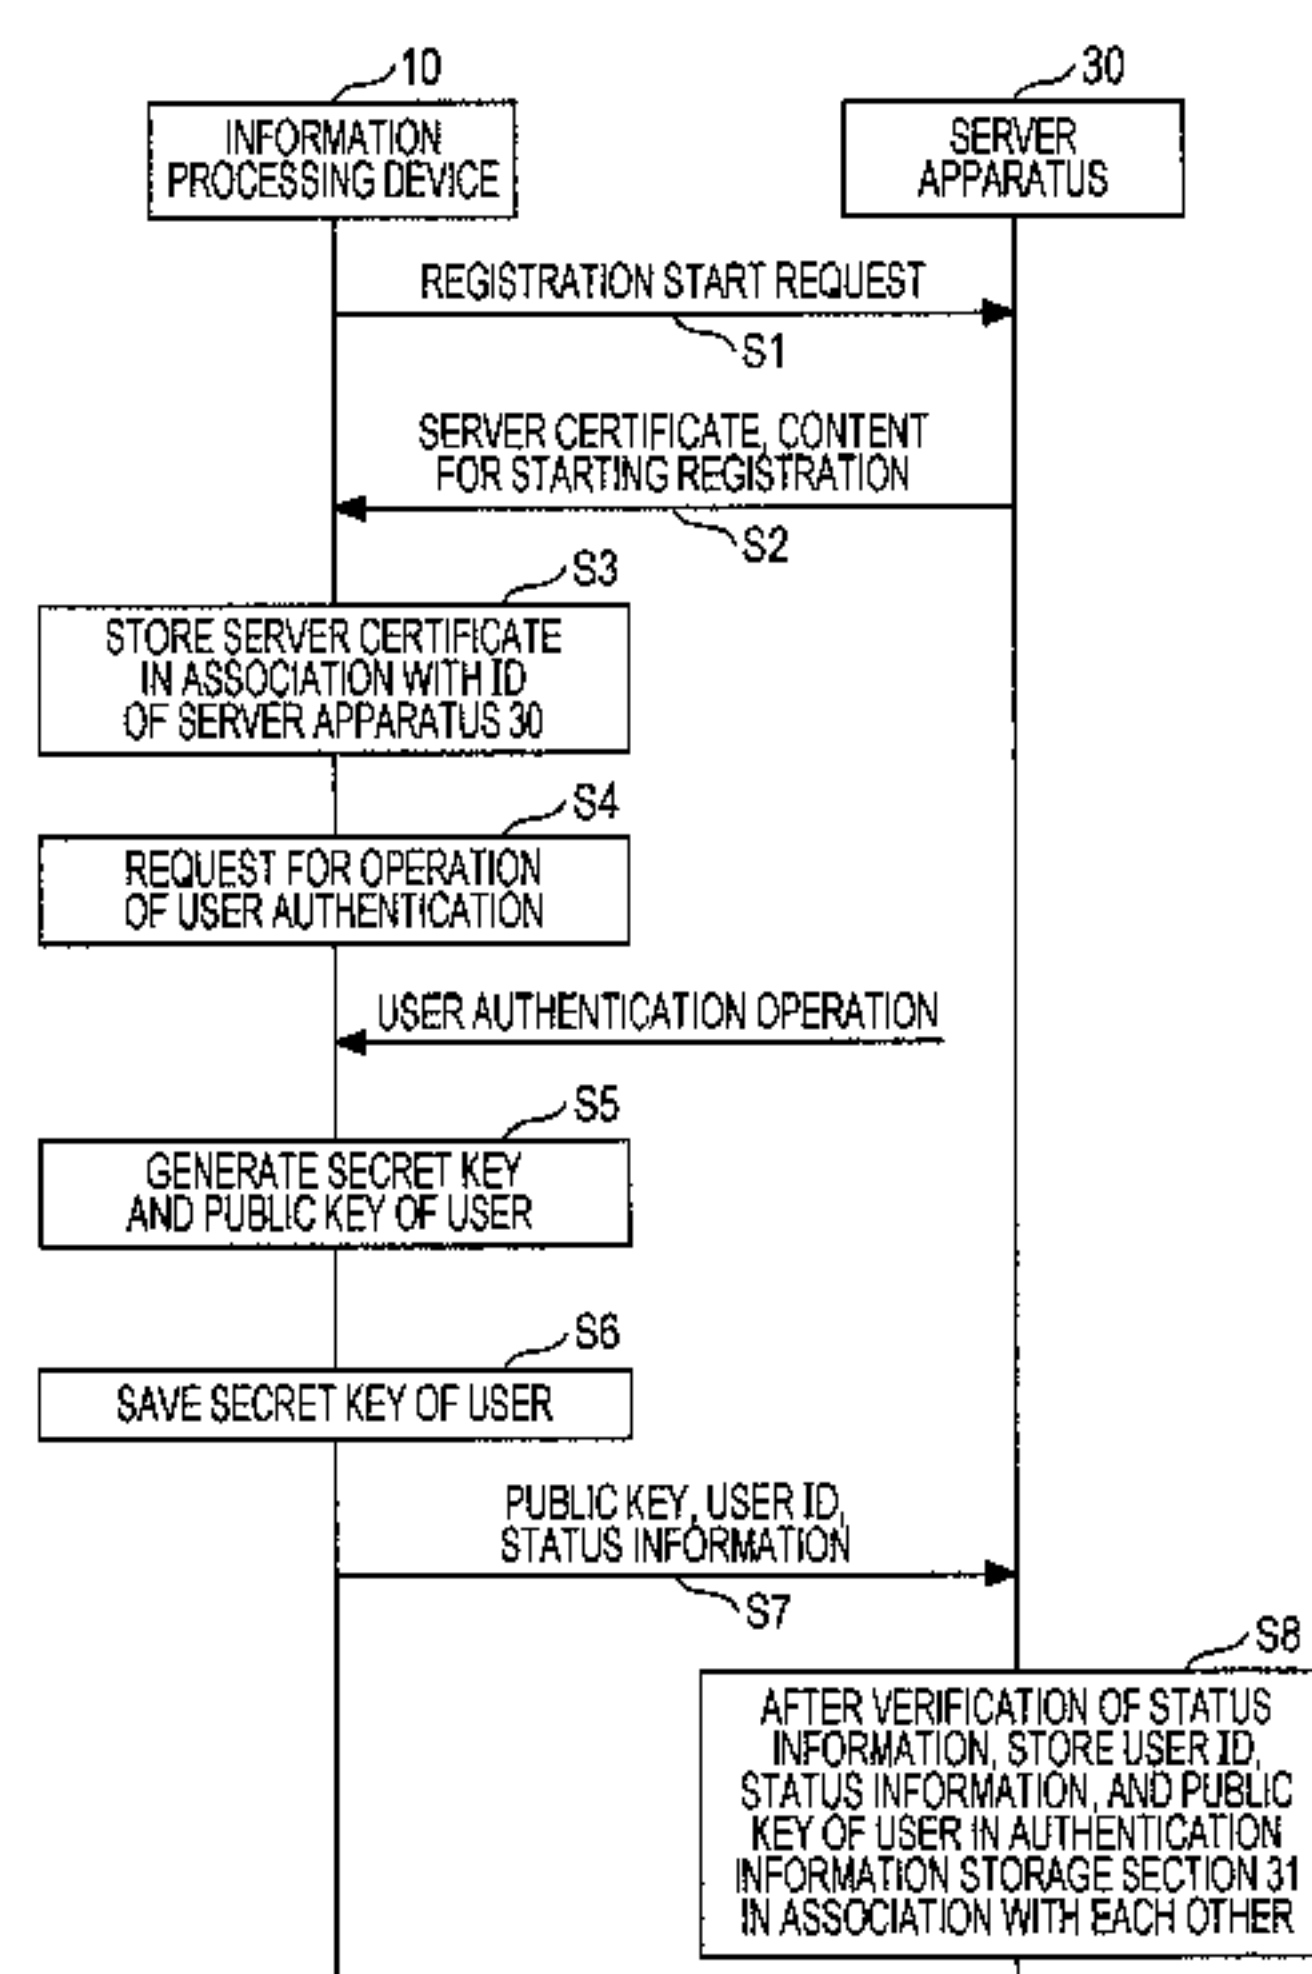 10
30
INFORMATION
PROCESSING DEVICE
SERVER
APPARATUS
REGISTRATION START REQUEST
S1
SERVER CERTIFICATE, CONTENT
FOR STARTING REGISTRATION
S2
S3
STORE SERVER CERTIFICATE
IN ASSOCIATION WITH ID
OF SERVER APPARATUS 30
S4
REQUEST FOR OPERATION
OF USER AUTHENTICATION
USER AUTHENTICATION OPERATION
S5
GENERATE SECRET KEY
AND PUBLIC KEY OF USER
S6
SAVE SECRET KEY OF USER
PUBLIC KEY, USER ID,
STATUS INFORMATION
S7
S8
AFTER VERIFICATION OF STATUS
INFORMATION, STORE USER ID,
STATUS INFORMATION, AND PUBLIC
KEY OF USER IN AUTHENTICATION
INFORMATION STORAGE SECTION 31
IN ASSOCIATION WITH EACH OTHER